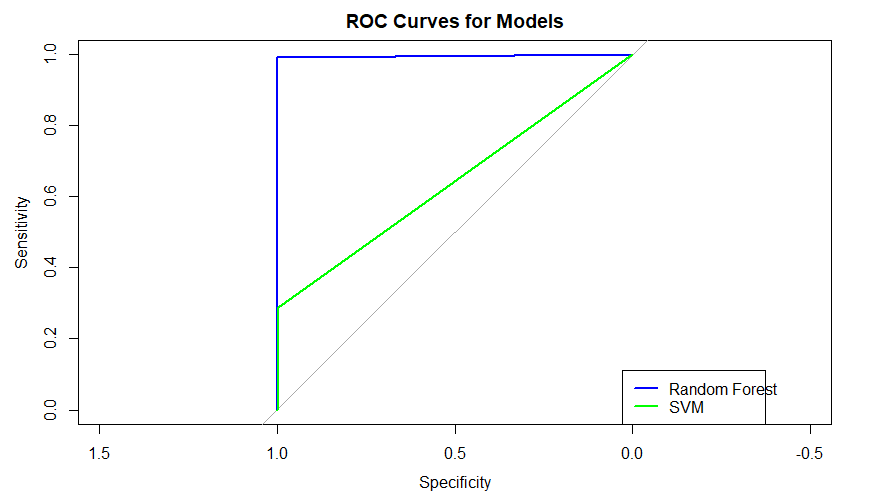 ROC Curves for Models
1.0
0.8
0.6
0.4
0.2
0.0
Sensitivity
Random Forest
SVM
1.5
1.0
0.5
0.0
-0.5
Specificity